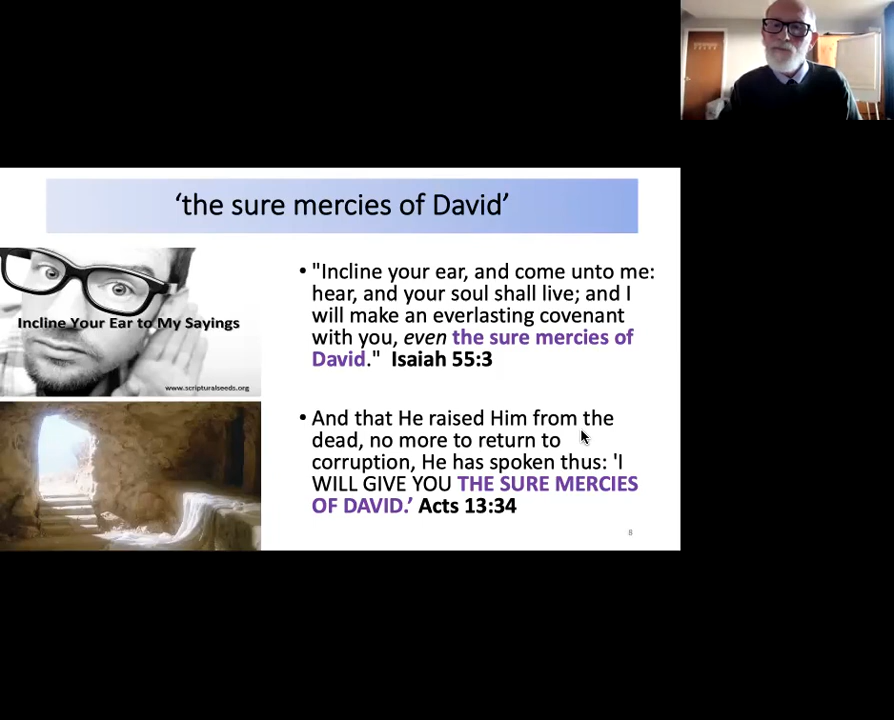 ‘the sure mercies of David’
Incline Your Ear to My Sayings
www.scripturalseeds.org
• "Incline your ear, and come unto me:
hear, and your soul shall live; and I
will make an everlasting covenant
with you, even the sure mercies of
David." Isaiah 55:3
• And that He raised Him from the
dead, no more to return to
corruption, He has spoken thus: 'I
WILL GIVE YOU THE SURE MERCIES
OF DAVID.’ Acts 13:34
8